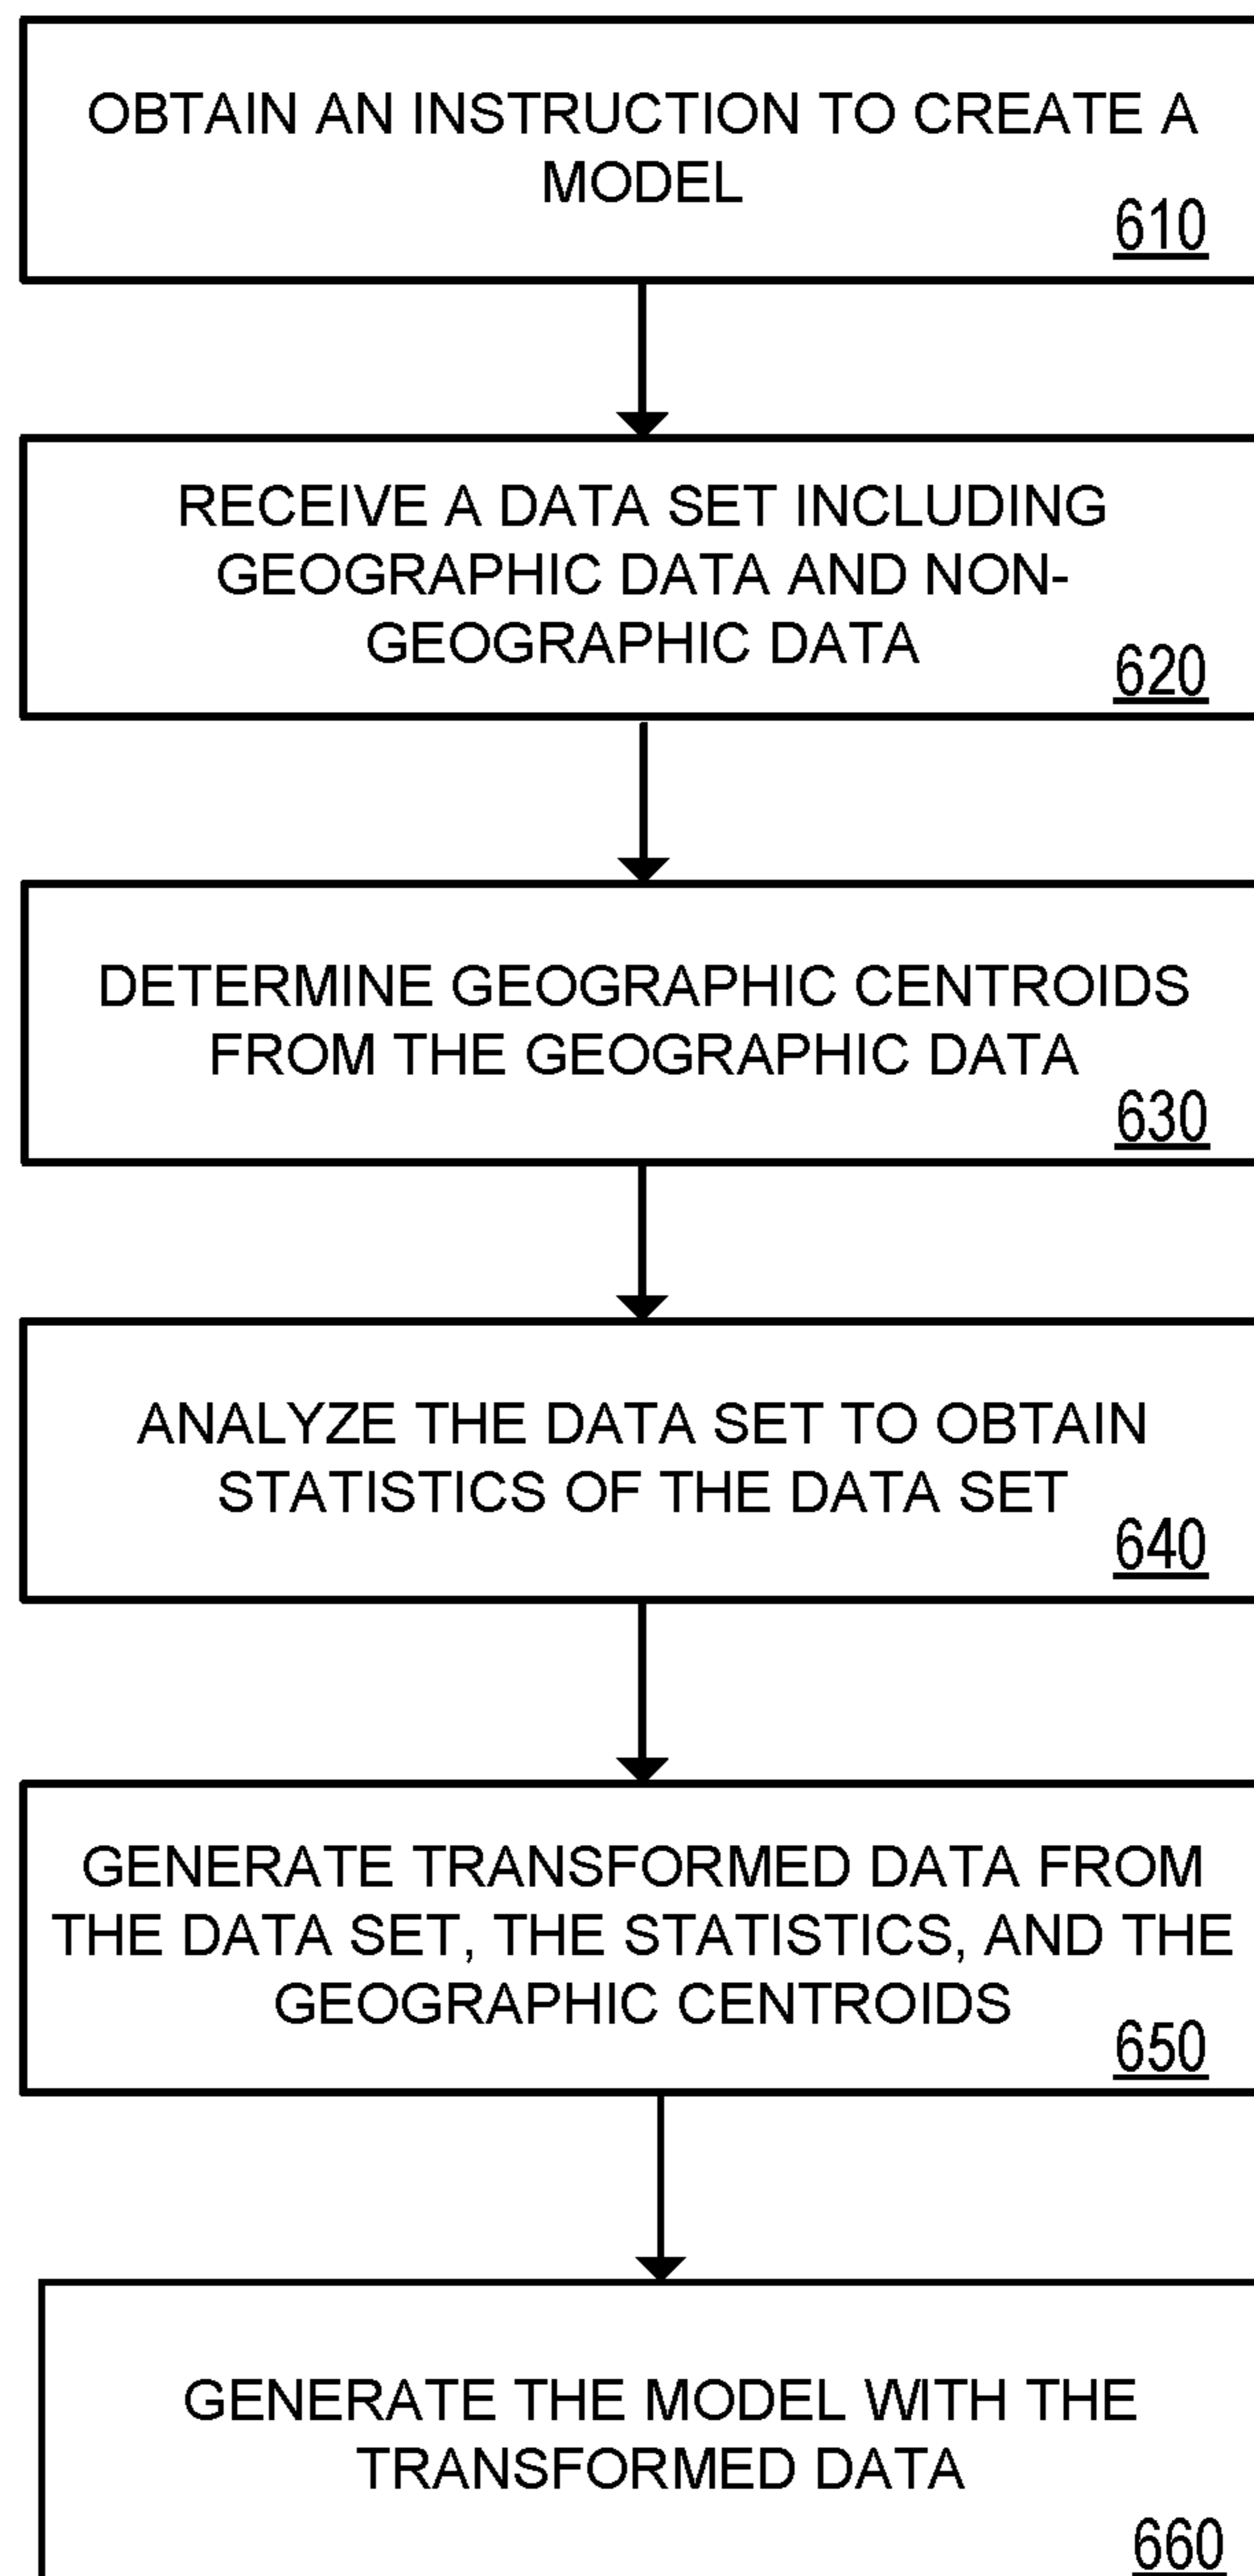 OBTAIN AN INSTRUCTION TO CREATE A
MODEL
610
RECEIVE A DATA SET INCLUDING
GEOGRAPHIC DATA AND NON-
GEOGRAPHIC DATA
620
DETERMINE GEOGRAPHIC CENTROIDS
FROM THE GEOGRAPHIC DATA
630
ANALYZE THE DATA SET TO OBTAIN
STATISTICS OF THE DATA SET
640
GENERATE TRANSFORMED DATA FROM
THE DATA SET, THE STATISTICS, AND THE
GEOGRAPHIC CENTROIDS
650
GENERATE THE MODEL WITH THE
TRANSFORMED DATA
660